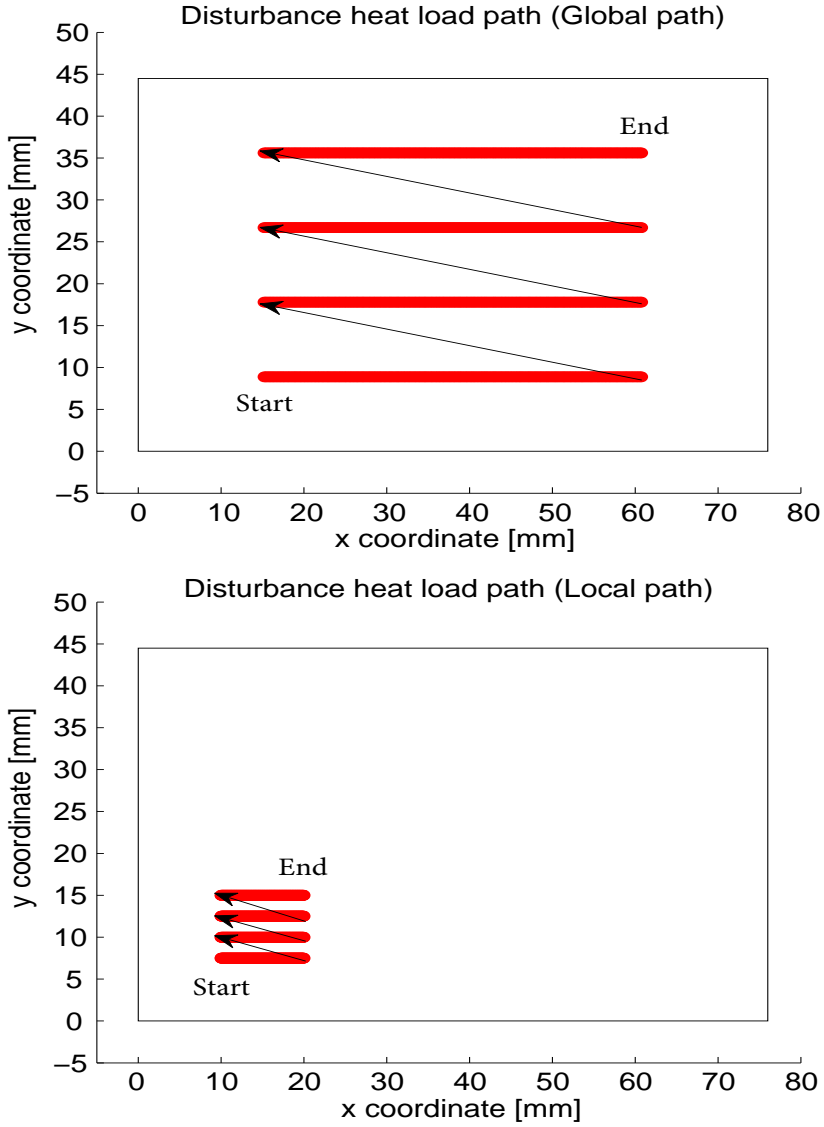 Disturbance heat load path (Global path)
50
45
40
35
30
25
20
15
10
5
0
−5
y coordinate [mm]
End
Start
0 10 20 30 40 50 60 70 80
x coordinate [mm]
Disturbance heat load path (Local path)
50
45
40
35
30
25
20
15
10
5
0
−5
y coordinate [mm]
End
Start
0 10 20 30 40 50 60 70 80
x coordinate [mm]